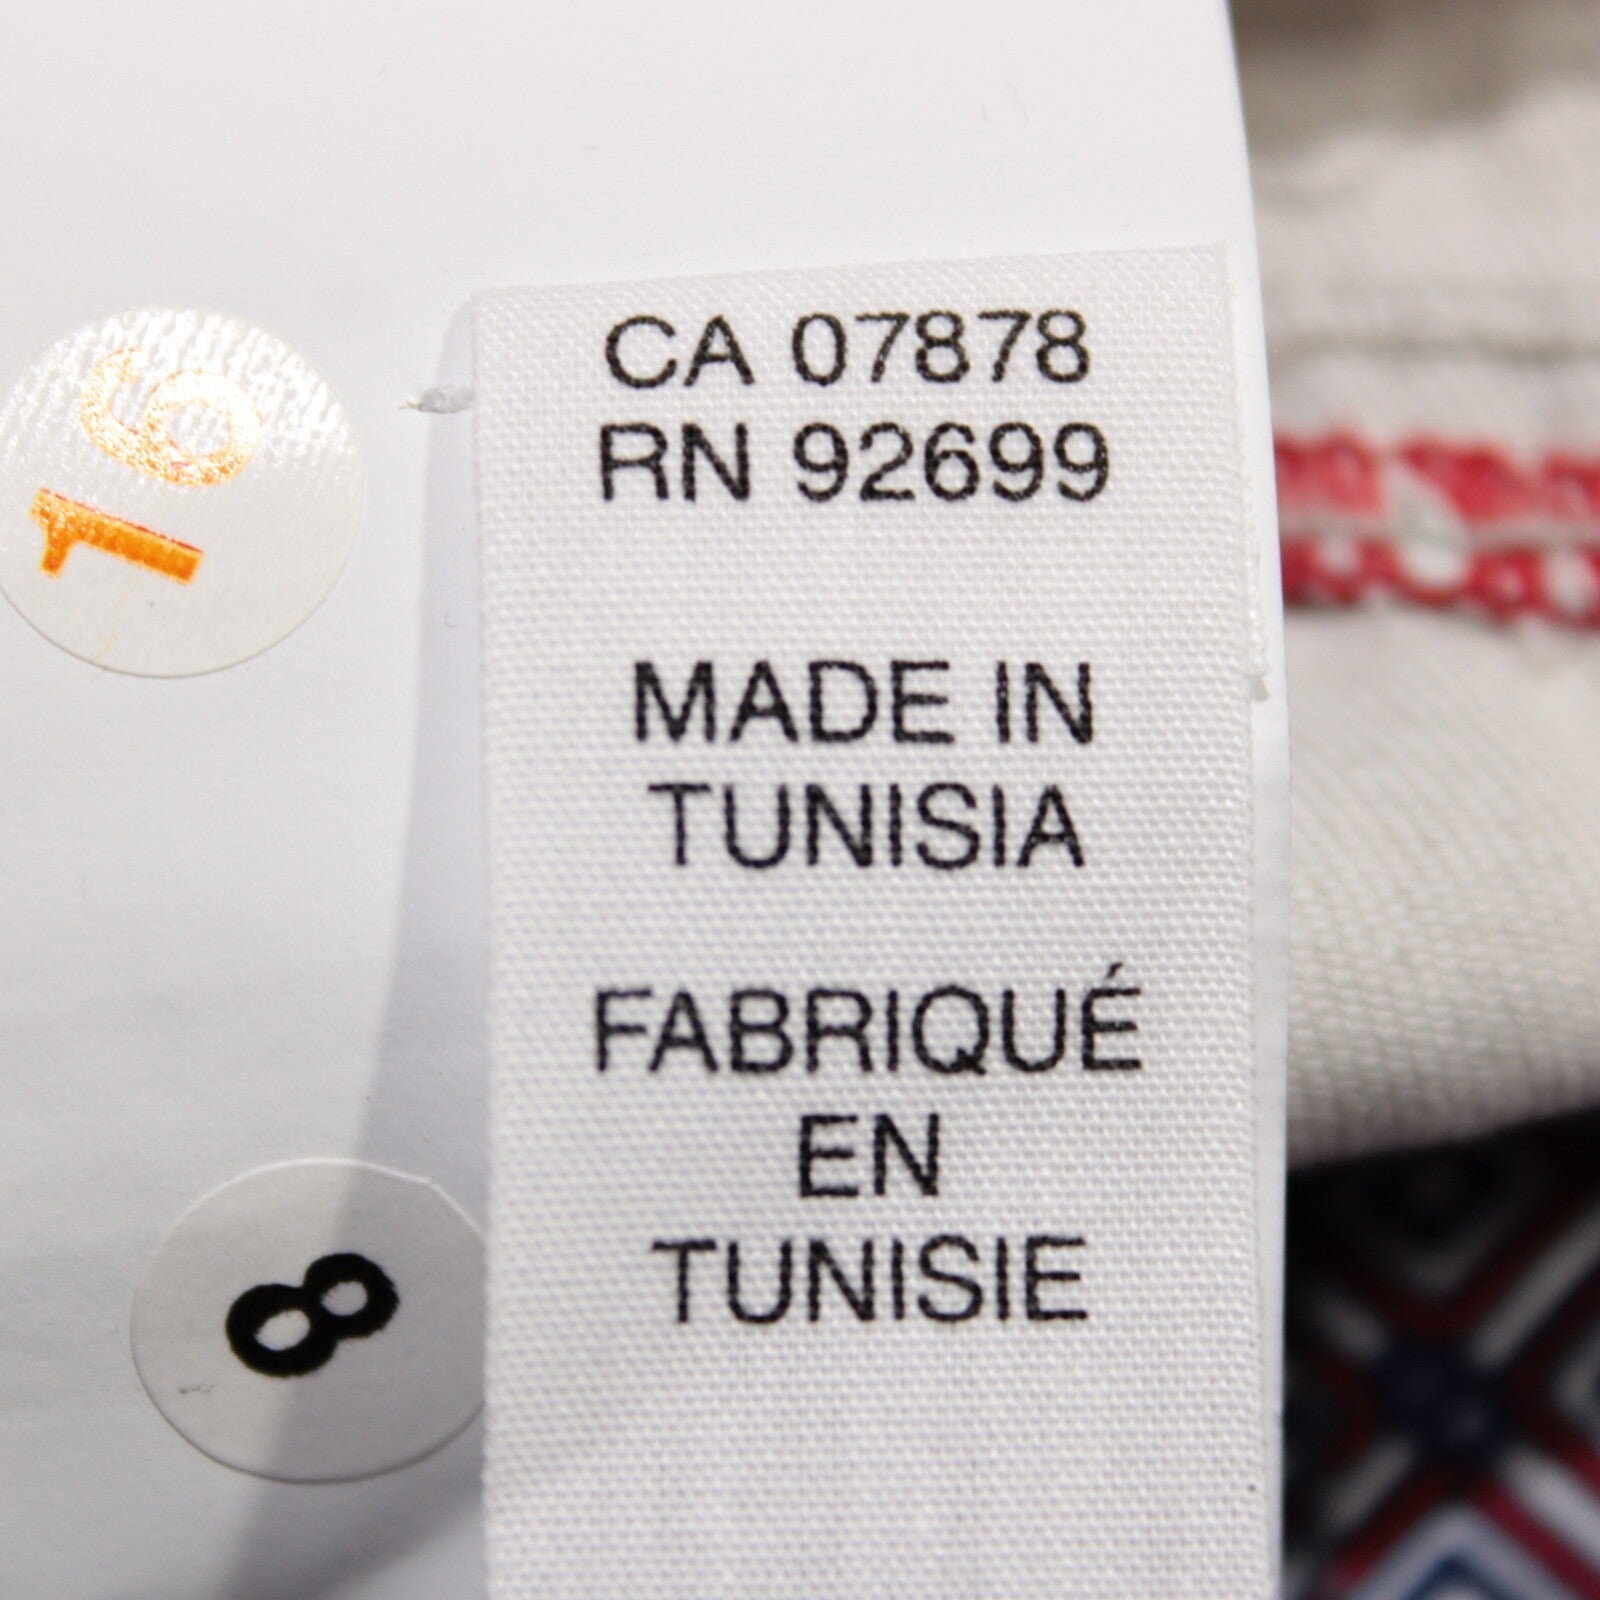 16
8
CA 07878
RN 92699
MADE IN
TUNISIA
FABRIQUÉ
EN
TUNISIE